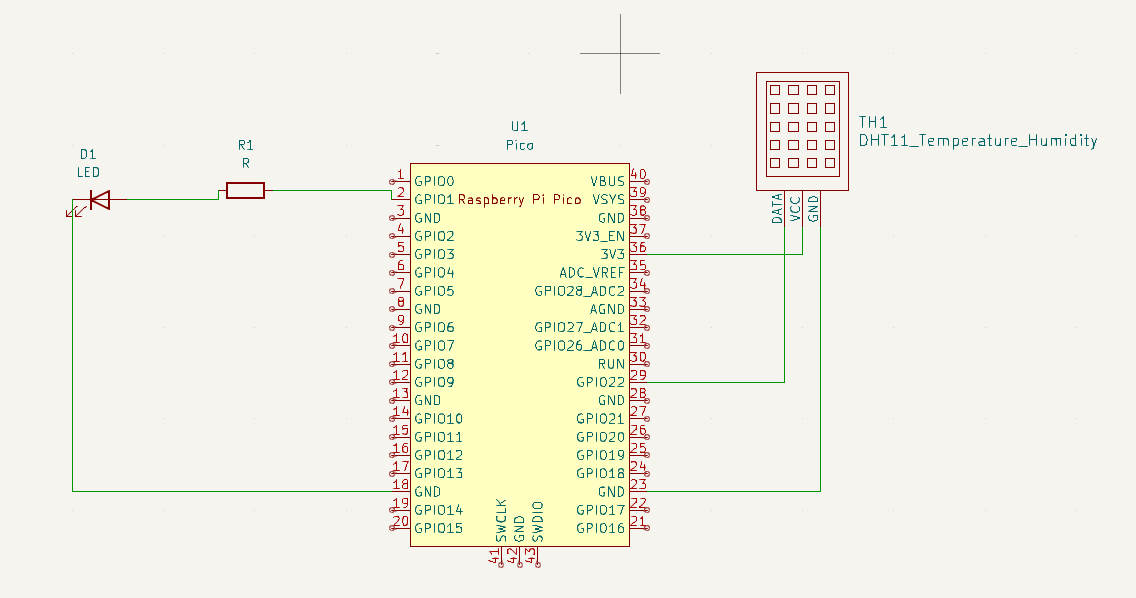 U1
Pico
D1
LED
R1
R
TH1
DHT11_Temperature_Humidity
DATA
VCC
GND
Raspberry Pi Pico
1 GPIO0
2 GPIO1
3 GND
4 GPIO2
5 GPIO3
6 GPIO4
7 GPIO5
8 GND
9 GPIO6
10 GPIO7
11 GPIO8
12 GPIO9
13 GND
14 GPIO10
15 GPIO11
16 GPIO12
17 GPIO13
18 GND
19 GPIO14
20 GPIO15
VBUS 40
VSYS 39
GND 38
3V3_EN 37
3V3 36
ADC_VREF 35
GPIO28_ADC2 34
AGND 33
GPIO27_ADC1 32
GPIO26_ADC0 31
RUN 30
GPIO22 29
GND 28
GPIO21 27
GPIO20 26
GPIO19 25
GPIO18 24
GND 23
GPIO17 22
GPIO16 21
SWCLK 41
GND 42
SWDIO 43